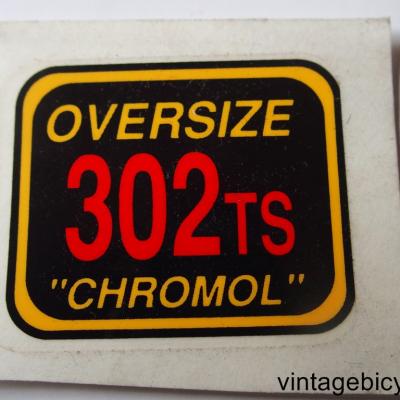 OVERSIZE
302TS
"CHROMOL"
vintagebicy